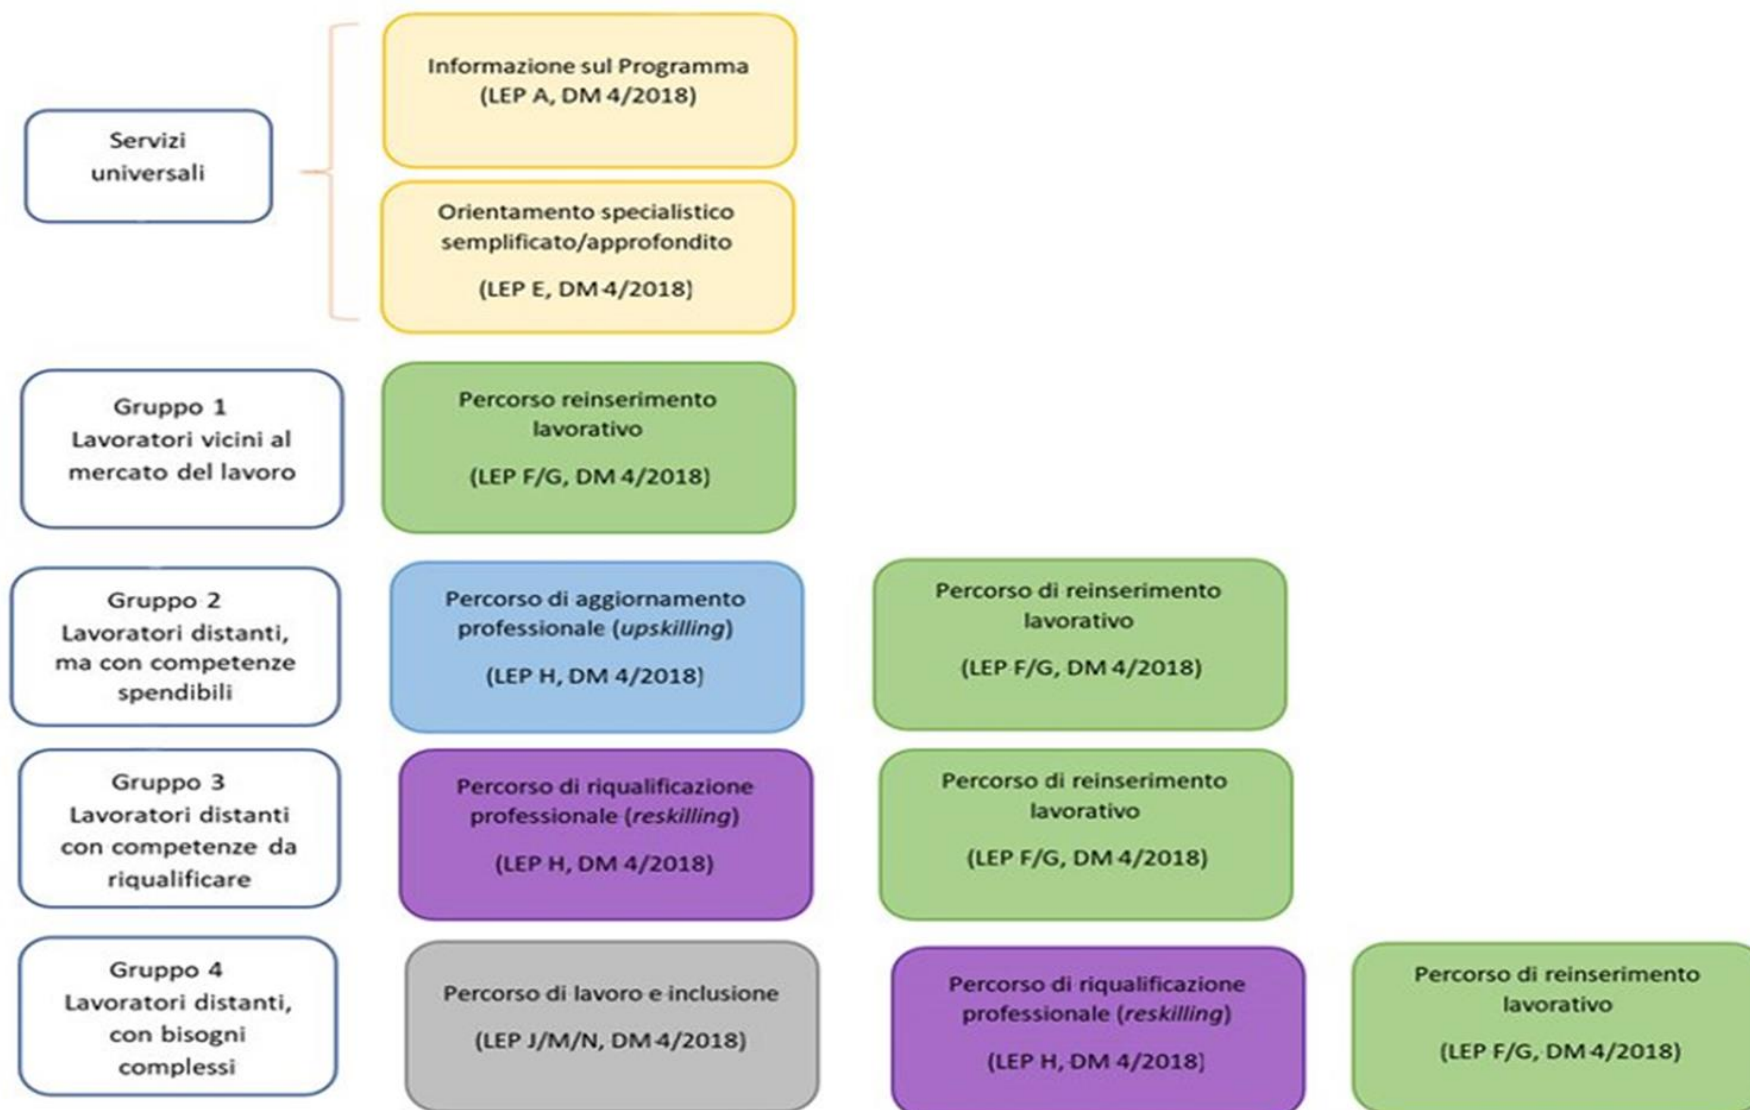 Servizi
universali
Informazione sul Programma
(LEP A, DM 4/2018)
Orientamento specialistico
semplificato/approfondito
(LEP E, DM 4/2018)
Gruppo 1
Lavoratori vicini al
mercato del lavoro
Percorso reinserimento
lavorativo
(LEP F/G, DM 4/2018)
Gruppo 2
Lavoratori distanti,
ma con competenze
spendibili
Percorso di aggiornamento
professionale (upskilling)
(LEP H, DM 4/2018)
Percorso di reinserimento
lavorativo
(LEP F/G, DM 4/2018)
Gruppo 3
Lavoratori distanti
con competenze da
riqualificare
Percorso di riqualificazione
professionale (reskilling)
(LEP H, DM 4/2018)
Percorso di reinserimento
lavorativo
(LEP F/G, DM 4/2018)
Gruppo 4
Lavoratori distanti,
con bisogni
complessi
Percorso di lavoro e inclusione
(LEP J/M/N, DM 4/2018)
Percorso di riqualificazione
professionale (reskilling)
(LEP H, DM 4/2018)
Percorso di reinserimento
lavorativo
(LEP F/G, DM 4/2018)